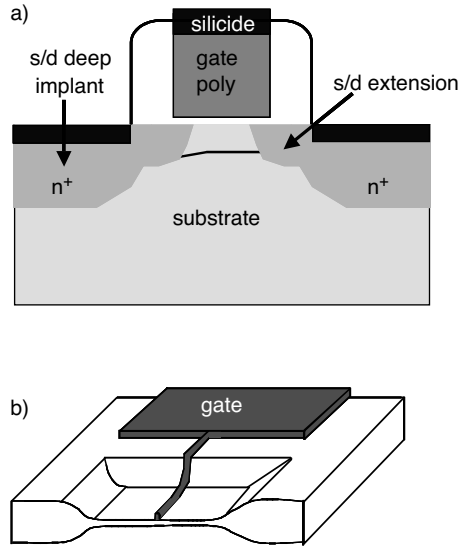 a)
silicide
s/d deep
implant
gate
poly
s/d extension
n+
n+
substrate
b)
gate